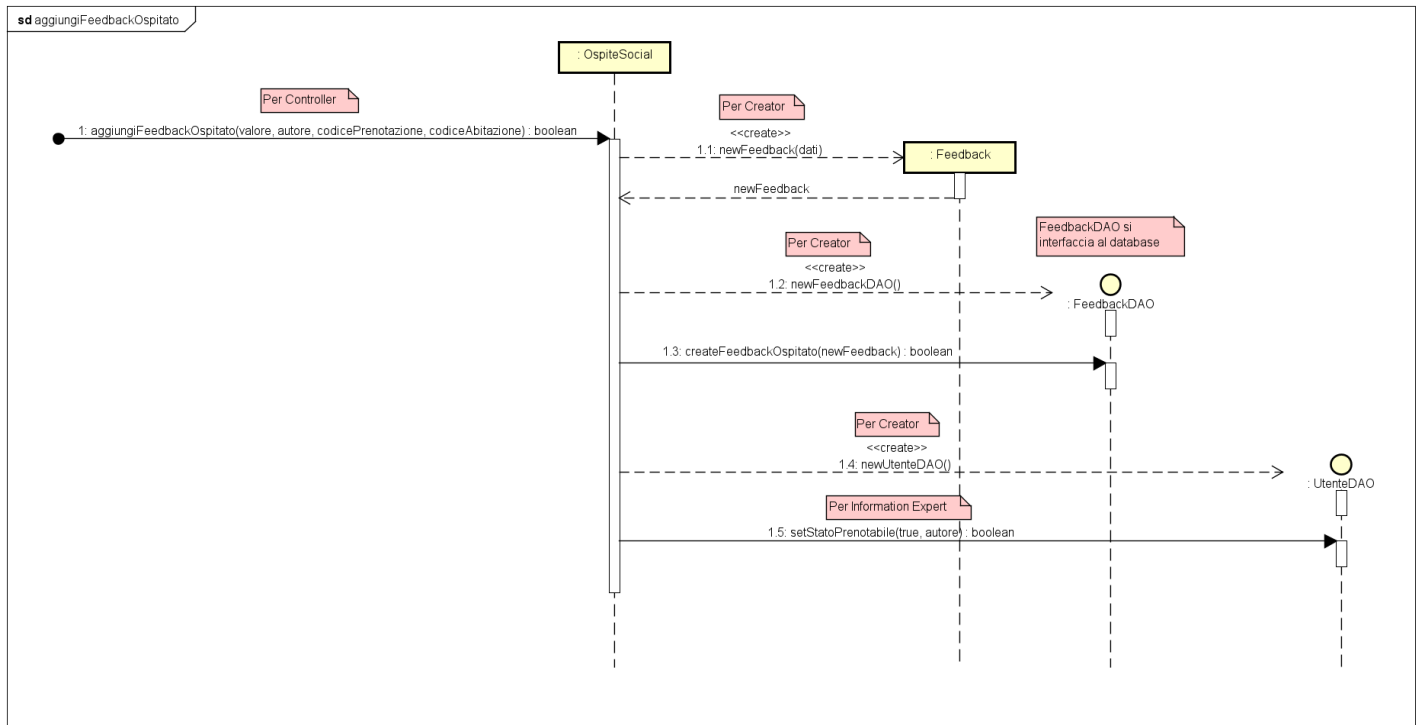 sd aggiungiFeedbackOspitato
: OspiteSocial
Per Controller
1: aggiungiFeedbackOspitato(valore, autore, codicePrenotazione, codiceAbitazione) : boolean
Per Creator
<<create>>
1.1: newFeedback(dati)
: Feedback
newFeedback
FeedbackDAO si
interfaccia al database
Per Creator
<<create>>
1.2: newFeedbackDAO()
: FeedbackDAO
1.3: createFeedbackOspitato(newFeedback) : boolean
Per Creator
<<create>>
1.4: newUtenteDAO()
: UtenteDAO
Per Information Expert
1.5: setStatoPrenotabile(true, autore) : boolean